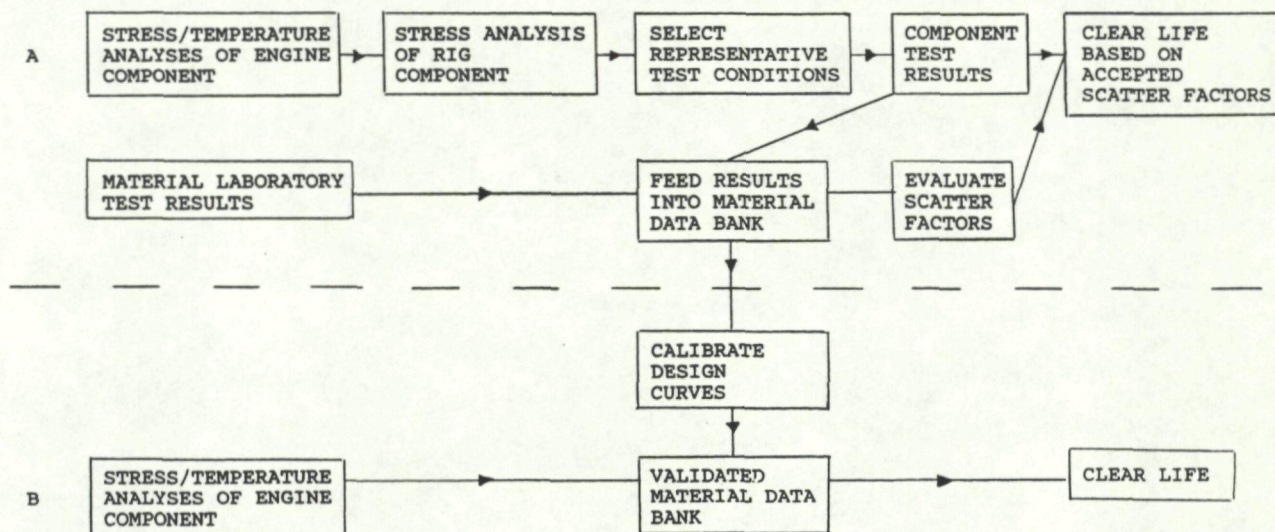 A
STRESS/TEMPERATURE
ANALYSES OF ENGINE
COMPONENT
STRESS ANALYSIS
OF RIG
COMPONENT
SELECT
REPRESENTATIVE
TEST CONDITIONS
COMPONENT
TEST
RESULTS
CLEAR LIFE
BASED ON
ACCEPTED
SCATTER FACTORS
MATERIAL LABORATORY
TEST RESULTS
FEED RESULTS
INTO MATERIAL
DATA BANK
EVALUATE
SCATTER
FACTORS
CALIBRATE
DESIGN
CURVES
B
STRESS/TEMPERATURE
ANALYSES OF ENGINE
COMPONENT
VALIDATED
MATERIAL DATA
BANK
CLEAR LIFE